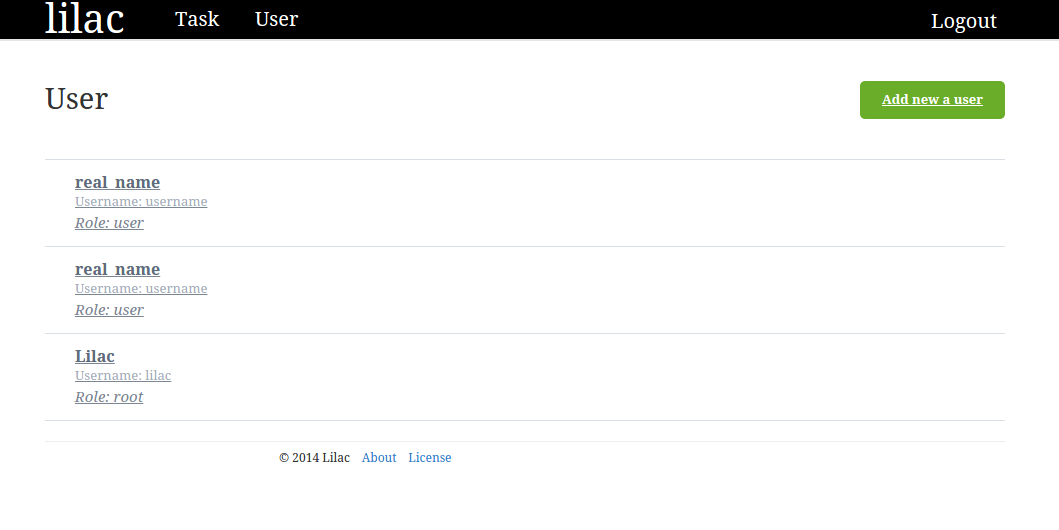 lilac Task User Logout
User Add new a user
real_name
Username: username
Role: user
real_name
Username: username
Role: user
Lilac
Username: lilac
Role: root
© 2014 Lilac About License